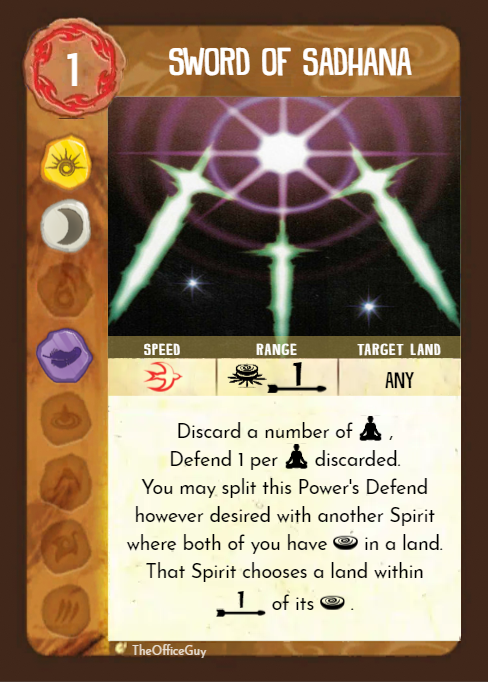 1
SWORD OF SADHANA
SPEED RANGE TARGET LAND
1 ANY
Discard a number of ,
Defend 1 per discarded.
You may split this Power's Defend
however desired with another Spirit
where both of you have in a land.
That Spirit chooses a land within
1 of its .
TheOfficeGuy